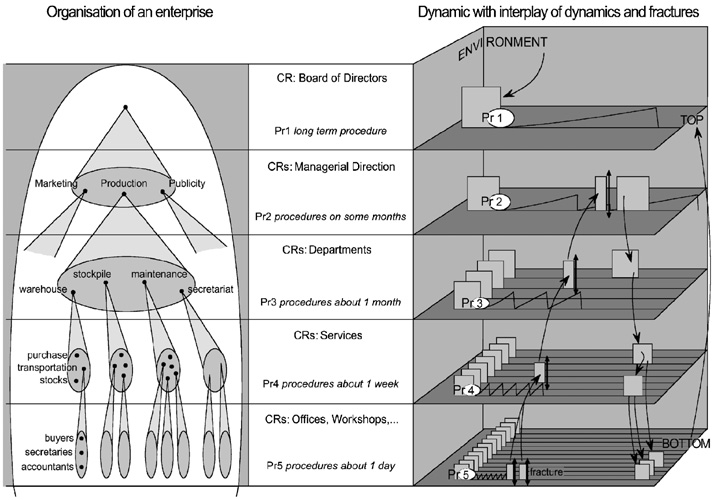 Organisation of an enterprise
Dynamic with interplay of dynamics and fractures
ENVIRONMENT
CR: Board of Directors
Pr1 long term procedure
Pr 1
TOP
CRs: Managerial Direction
Marketing
Production
Publicity
Pr2 procedures on some months
Pr 2
CRs: Departments
stockpile
maintenance
warehouse
secretariat
Pr3 procedures about 1 month
Pr 3
CRs: Services
purchase
transportation
stocks
Pr4 procedures about 1 week
Pr 4
CRs: Offices, Workshops,...
buyers
secretaries
accountants
Pr5 procedures about 1 day
BOTTOM
Pr 5
fracture